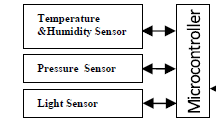 Temperature
&Humidity Sensor
Pressure Sensor
Light Sensor
Microcontroller